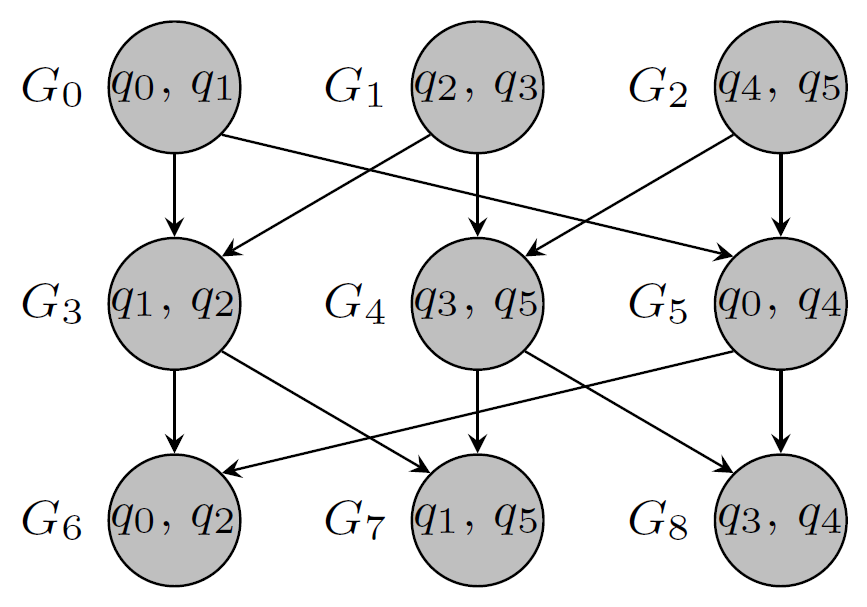 G0 q0, q1 G1 q2, q3 G2 q4, q5
G3 q1, q2 G4 q3, q5 G5 q0, q4
G6 q0, q2 G7 q1, q5 G8 q3, q4